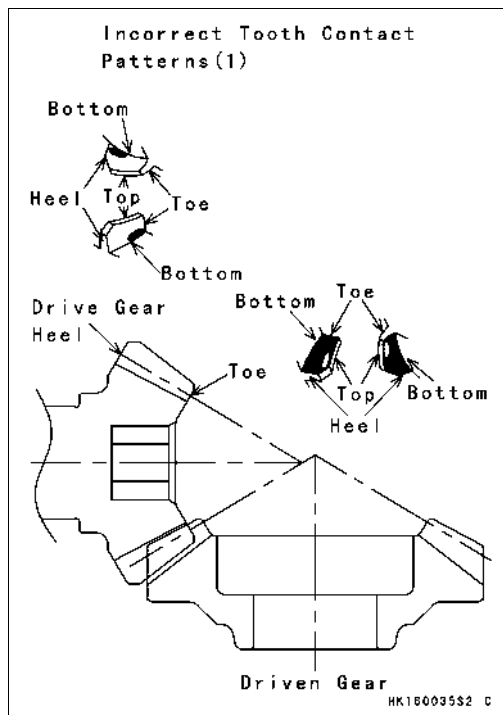 Incorrect Tooth Contact
Patterns(1)
Bottom
Heel
Top
Toe
Bottom
Drive Gear
Heel
Toe
Bottom
Toe
Top
Bottom
Heel
Driven Gear
HK160035S2 C